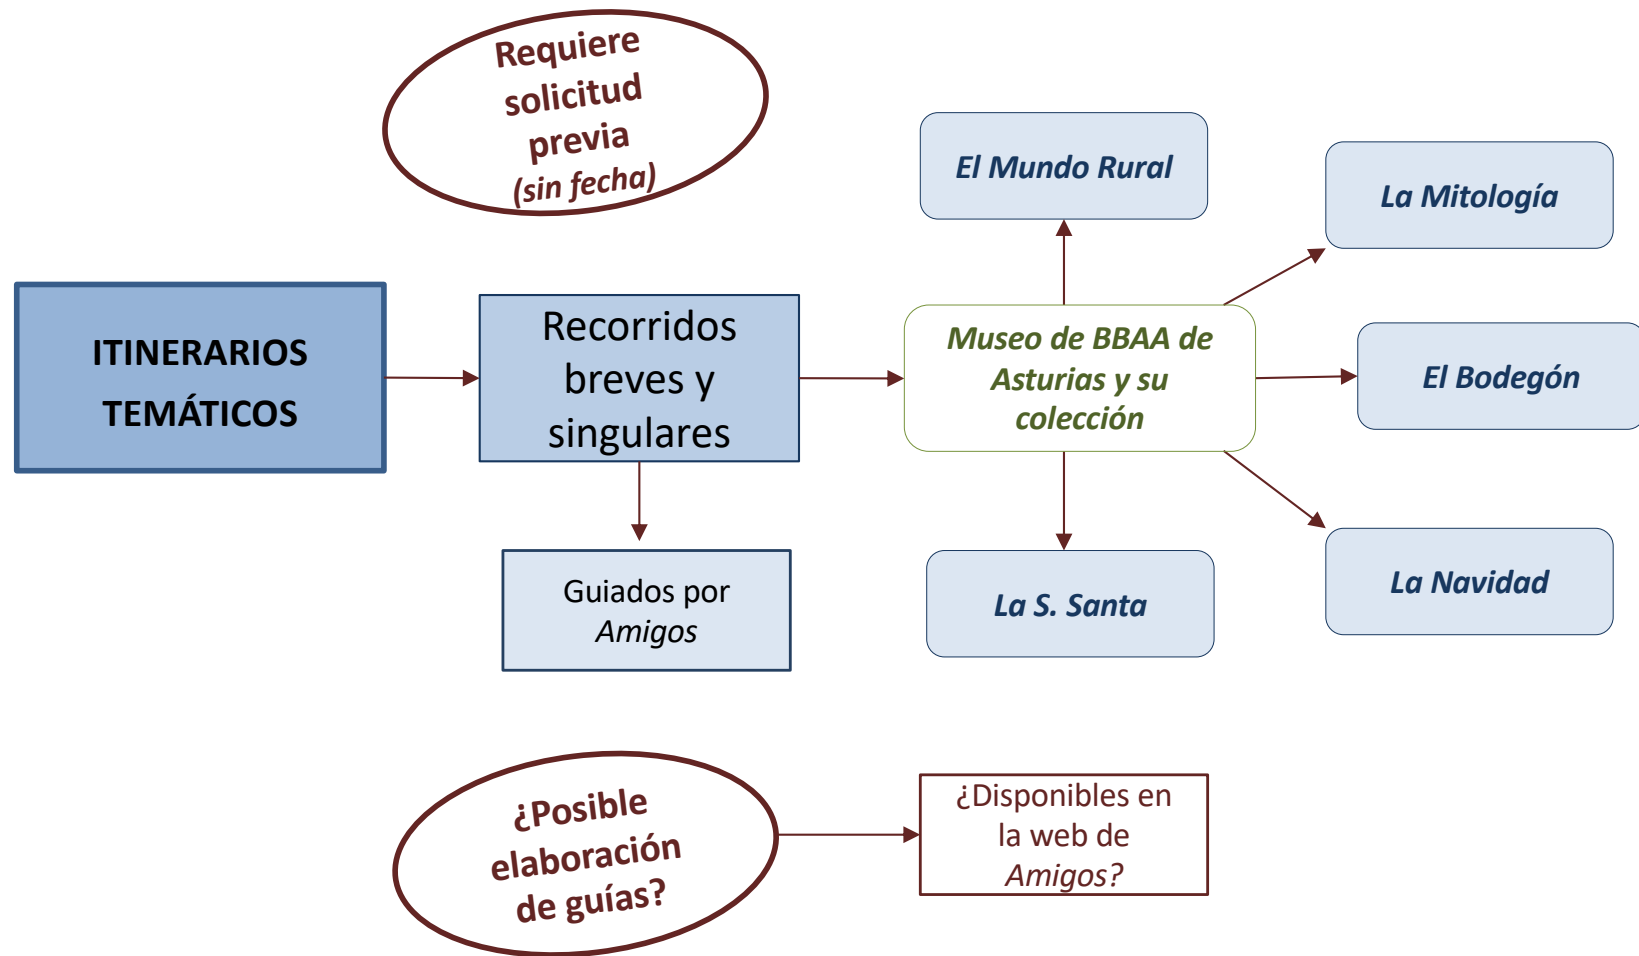 Requiere
solicitud
previa
(sin fecha)
El Mundo Rural
La Mitología
ITINERARIOS
TEMÁTICOS
Recorridos
breves y
singulares
Museo de BBAA de
Asturias y su
colección
El Bodegón
Guiados por
Amigos
La S. Santa
La Navidad
¿Posible
elaboración
de guías?
¿Disponibles en
la web de
Amigos?